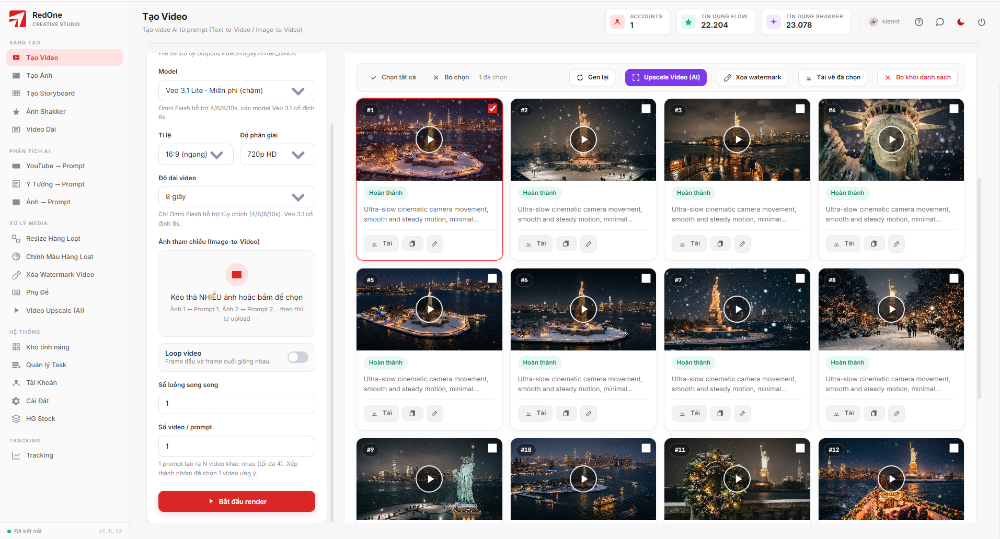 RedOne
CREATIVE STUDIO
SÁNG TẠO
Tạo Video
Tạo Ảnh
Tạo Storyboard
Ảnh Shakker
Video Dài
PHÂN TÍCH AI
YouTube → Prompt
Ý Tưởng → Prompt
Ảnh → Prompt
XỬ LÝ MEDIA
Resize Hàng Loạt
Chỉnh Màu Hàng Loạt
Xóa Watermark Video
Phụ Đề
Video Upscale (AI)
HỆ THỐNG
Kho tính năng
Quản lý Task
Tài Khoản
Cài Đặt
HG Stock
TRACKING
Tracking
Đã kết nối
v1.5.12
Tạo Video
Tạo video AI từ prompt (Text-to-Video / Image-to-Video)
ACCOUNTS
1
TÍN DỤNG FLOW
22.204
TÍN DỤNG SHAKKER
23.078
kiennt
File sẽ lưu tại outputs/video/<ngay>/<ten_task>/
Model
Veo 3.1 Lite · Miễn phí (chậm)
Omni Flash hỗ trợ 4/6/8/10s, các model Veo 3.1 cố định
8s
Tỉ lệ
Độ phân giải
16:9 (ngang)
720p HD
Độ dài video
8 giây
Chỉ Omni Flash hỗ trợ tùy chỉnh (4/6/8/10s). Veo 3.1 cố
định 8s.
Ảnh tham chiếu (Image-to-Video)
Kéo thả NHIỀU ảnh hoặc bấm để chọn
Ảnh 1 ↔ Prompt 1, Ảnh 2 ↔ Prompt 2... theo thứ
tự upload
Loop video
Frame đầu và frame cuối giống nhau.
Số luồng song song
1
Số video / prompt
1
1 prompt tạo ra N video khác nhau (tối đa 4). Xếp
thành nhóm để chọn 1 video ưng ý.
Bắt đầu render
Chọn tất cả
Bỏ chọn
1 đã chọn
Gen lại
Upscale Video (AI)
Xóa watermark
Tải về đã chọn
Bỏ khỏi danh sách
#1
#2
#3
#4
Hoàn thành
Hoàn thành
Hoàn thành
Hoàn thành
Ultra-slow cinematic camera movement,
smooth and steady motion, minimal...
Ultra-slow cinematic camera movement,
smooth and steady motion, minimal...
Ultra-slow cinematic camera movement,
smooth and steady motion, minimal...
Ultra-slow cinematic camera movement,
smooth and steady motion, minimal...
Tải
Tải
Tải
Tải
#5
#6
#7
#8
Hoàn thành
Hoàn thành
Hoàn thành
Hoàn thành
Ultra-slow cinematic camera movement,
smooth and steady motion, minimal...
Ultra-slow cinematic camera movement,
smooth and steady motion, minimal...
Ultra-slow cinematic camera movement,
smooth and steady motion, minimal...
Ultra-slow cinematic camera movement,
smooth and steady motion, minimal...
Tải
Tải
Tải
Tải
#9
#10
#11
#12